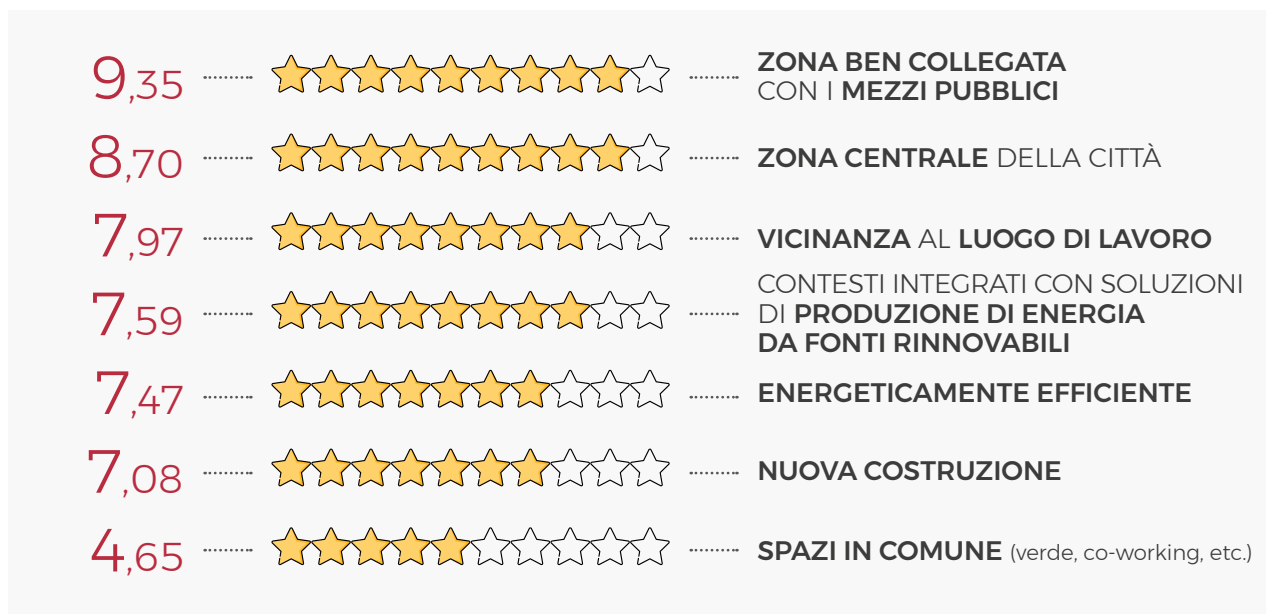 9,35 ZONA BEN COLLEGATA
CON I MEZZI PUBBLICI
8,70 ZONA CENTRALE DELLA CITTÀ
7,97 VICINANZA AL LUOGO DI LAVORO
7,59 CONTESTI INTEGRATI CON SOLUZIONI
DI PRODUZIONE DI ENERGIA
DA FONTI RINNOVABILI
7,47 ENERGETICAMENTE EFFICIENTE
7,08 NUOVA COSTRUZIONE
4,65 SPAZI IN COMUNE (verde, co-working, etc.)